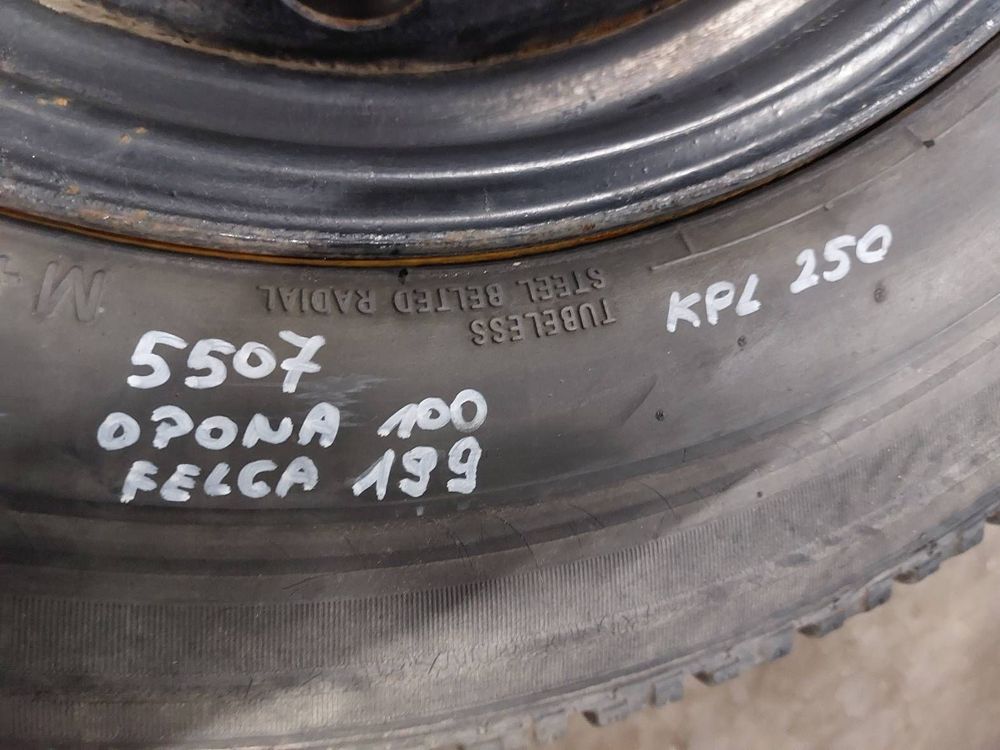 M+
TUBELESS
STEEL BELTED RADIAL
KPL 250
5507
OPONA 100
FELGA 199